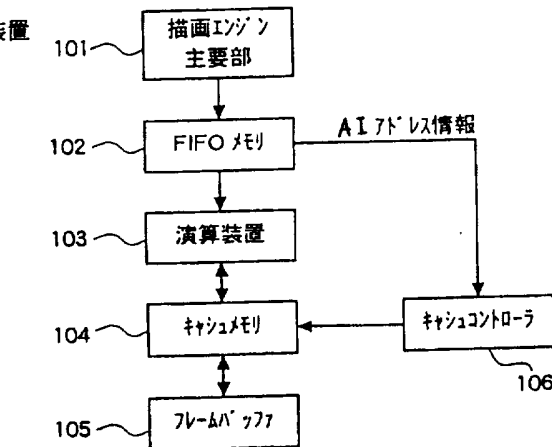 装置
101
描画ｴﾝｼﾞﾝ
主要部
102
FIFO ﾒﾓﾘ
AI ｱﾄﾞﾚｽ情報
103
演算装置
104
ｷｬｼｭﾒﾓﾘ
ｷｬｼｭｺﾝﾄﾛｰﾗ
106
105
ﾌﾚｰﾑﾊﾞｯﾌｧ